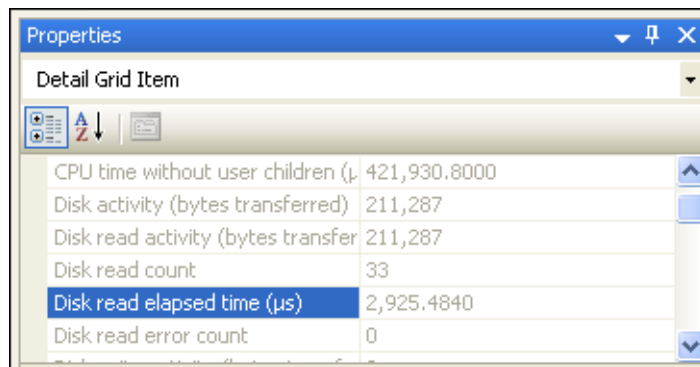 Properties
Detail Grid Item
CPU time without user children (μ 421,930.8000
Disk activity (bytes transferred) 211,287
Disk read activity (bytes transfer 211,287
Disk read count 33
Disk read elapsed time (μs) 2,925.4840
Disk read error count 0